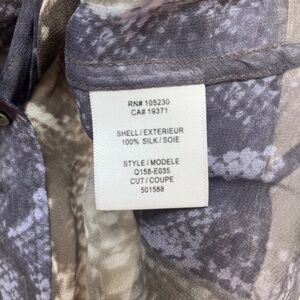 RN# 105230
CA# 19371
SHELL / EXTERIEUR
100% SILK / SOIE
STYLE / MODELE
Q158-E035
CUT / COUPE
501588